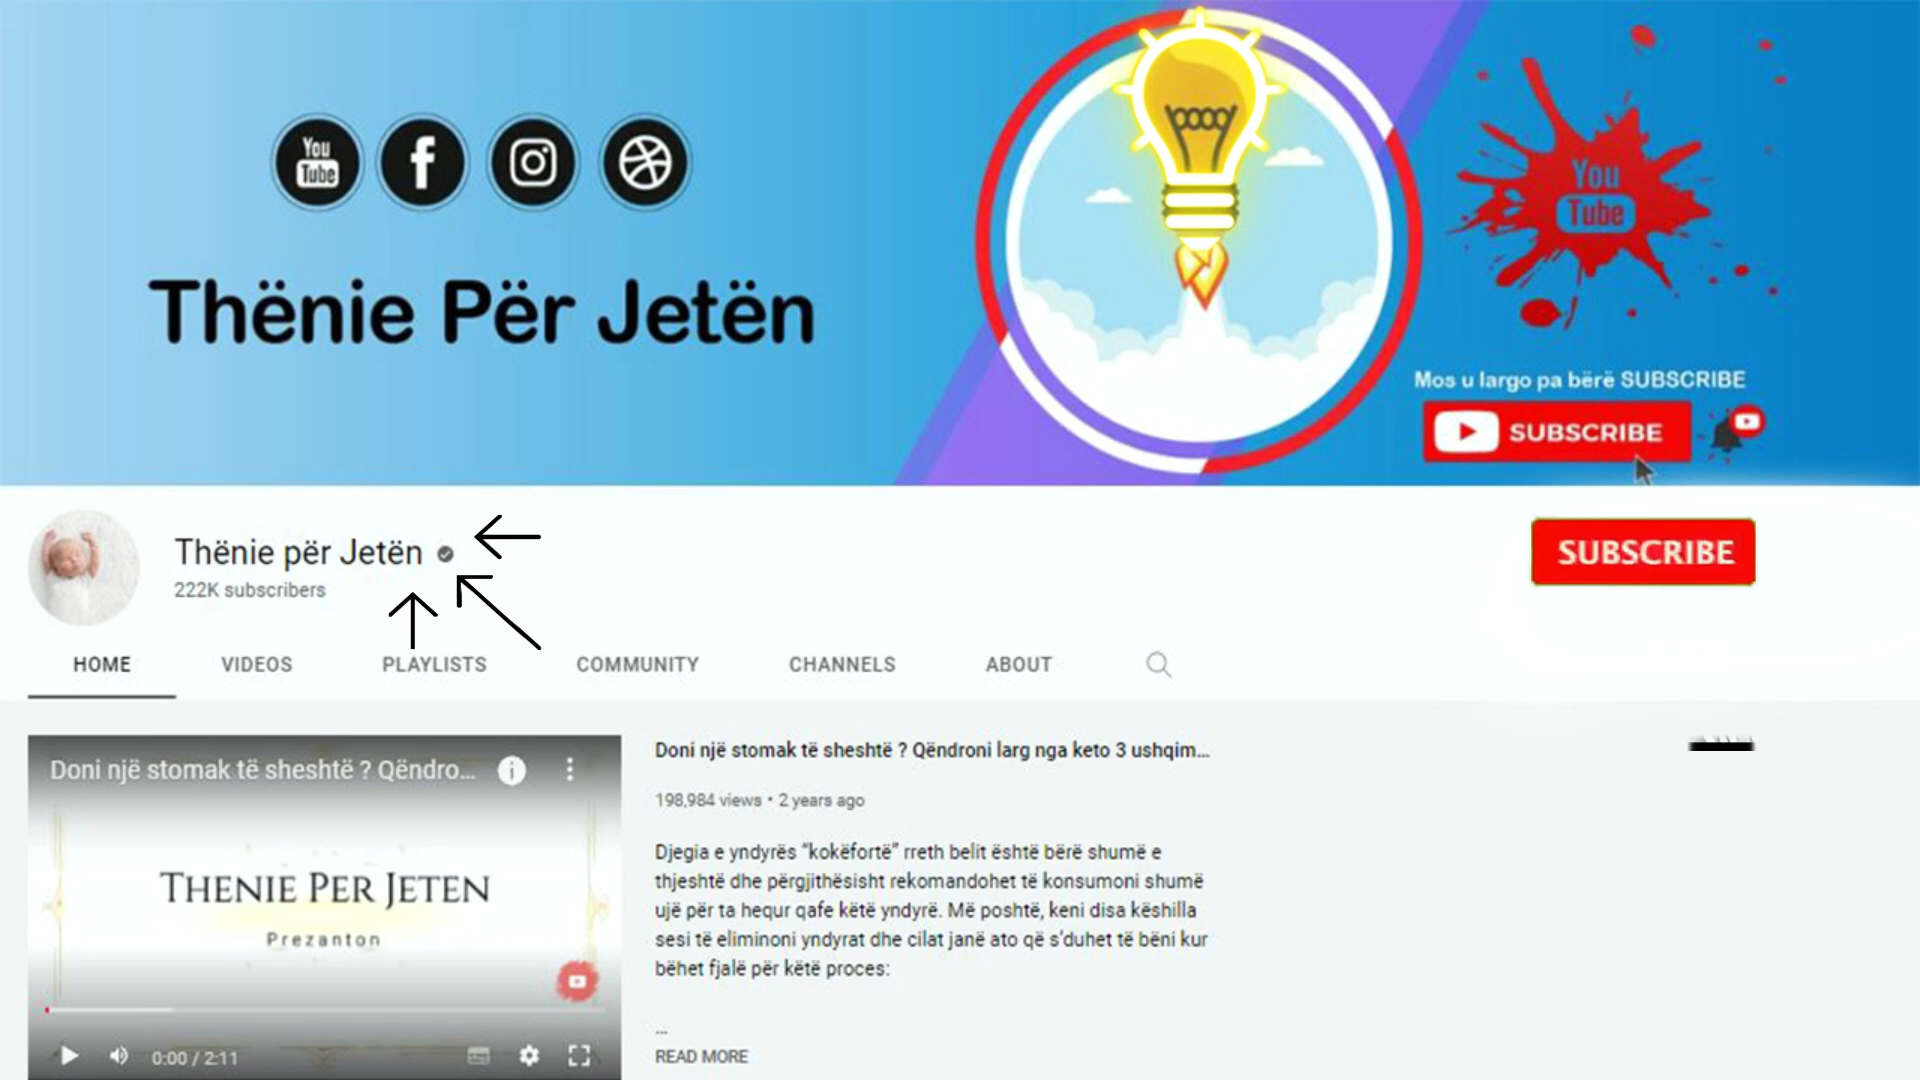 You
Tube
Thënie Për Jetën
You
Tube
Mos u largo pa bërë SUBSCRIBE
SUBSCRIBE
Thënie për Jetën
222K subscribers
SUBSCRIBE
HOME VIDEOS PLAYLISTS COMMUNITY CHANNELS ABOUT
Doni një stomak të sheshtë ? Qëndro...
THENIE PER JETEN
Prezanton
0:00 / 2:11
Doni një stomak të sheshtë ? Qëndroni larg nga keto 3 ushqim...
198,984 views • 2 years ago
Djegia e yndyrës “kokëfortë” rreth belit është bërë shumë e
thjeshtë dhe përgjithësisht rekomandohet të konsumoni shumë
ujë për ta hequr qafe këtë yndyrë. Më poshtë, keni disa këshilla
sesi të eliminoni yndyrat dhe cilat janë ato që s'duhet të bëni kur
bëhet fjalë për këtë proces:
...
READ MORE